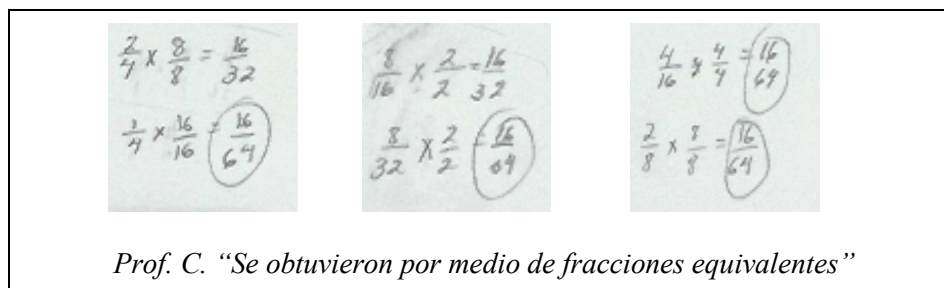 2/4 x 8/8 = 16/32
1/4 x 16/16 = 16/64
8/16 x 2/2 = 16/32
8/32 x 2/2 = 16/64
4/16 x 4/4 = 16/64
2/8 x 8/8 = 16/64
Prof. C. “Se obtuvieron por medio de fracciones equivalentes”